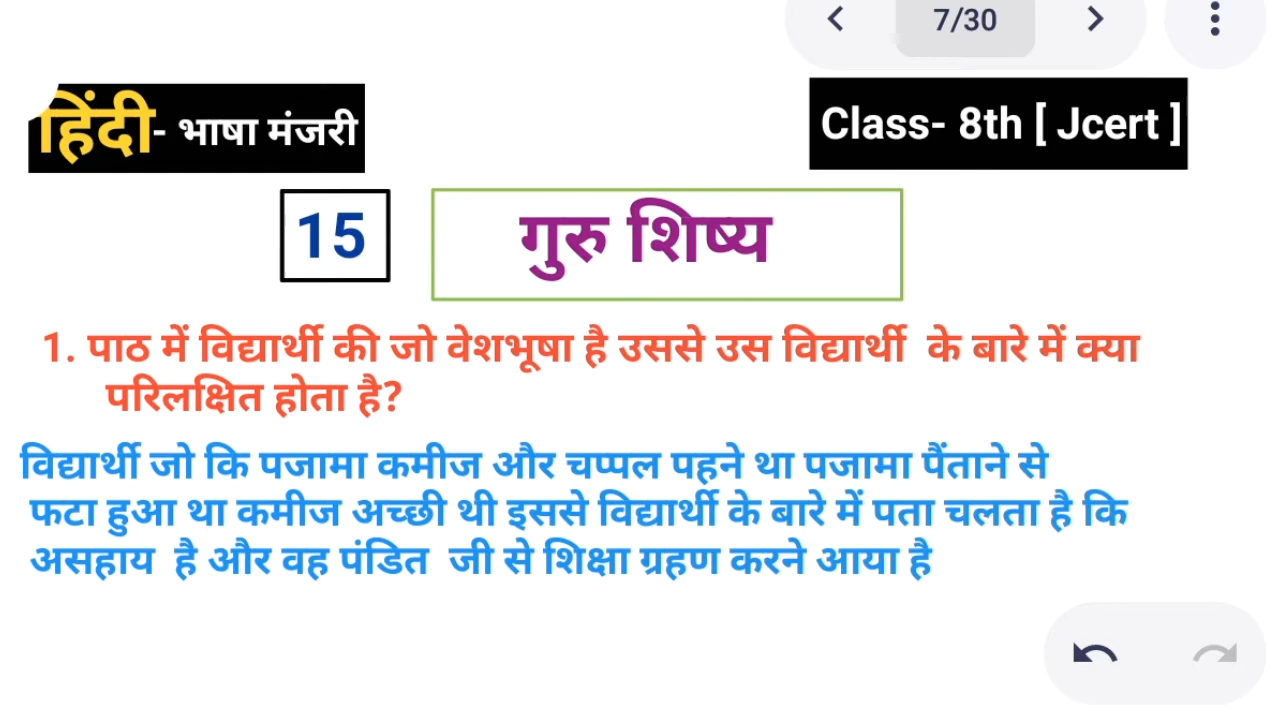 7/30
हिंदी- भाषा मंजरी
Class- 8th [ Jcert ]
15
गुरु शिष्य
1. पाठ में विद्यार्थी की जो वेशभूषा है उससे उस विद्यार्थी के बारे में क्या
परिलक्षित होता है?
विद्यार्थी जो कि पजामा कमीज और चप्पल पहने था पजामा पैंताने से
फटा हुआ था कमीज अच्छी थी इससे विद्यार्थी के बारे में पता चलता है कि
असहाय है और वह पंडित जी से शिक्षा ग्रहण करने आया है